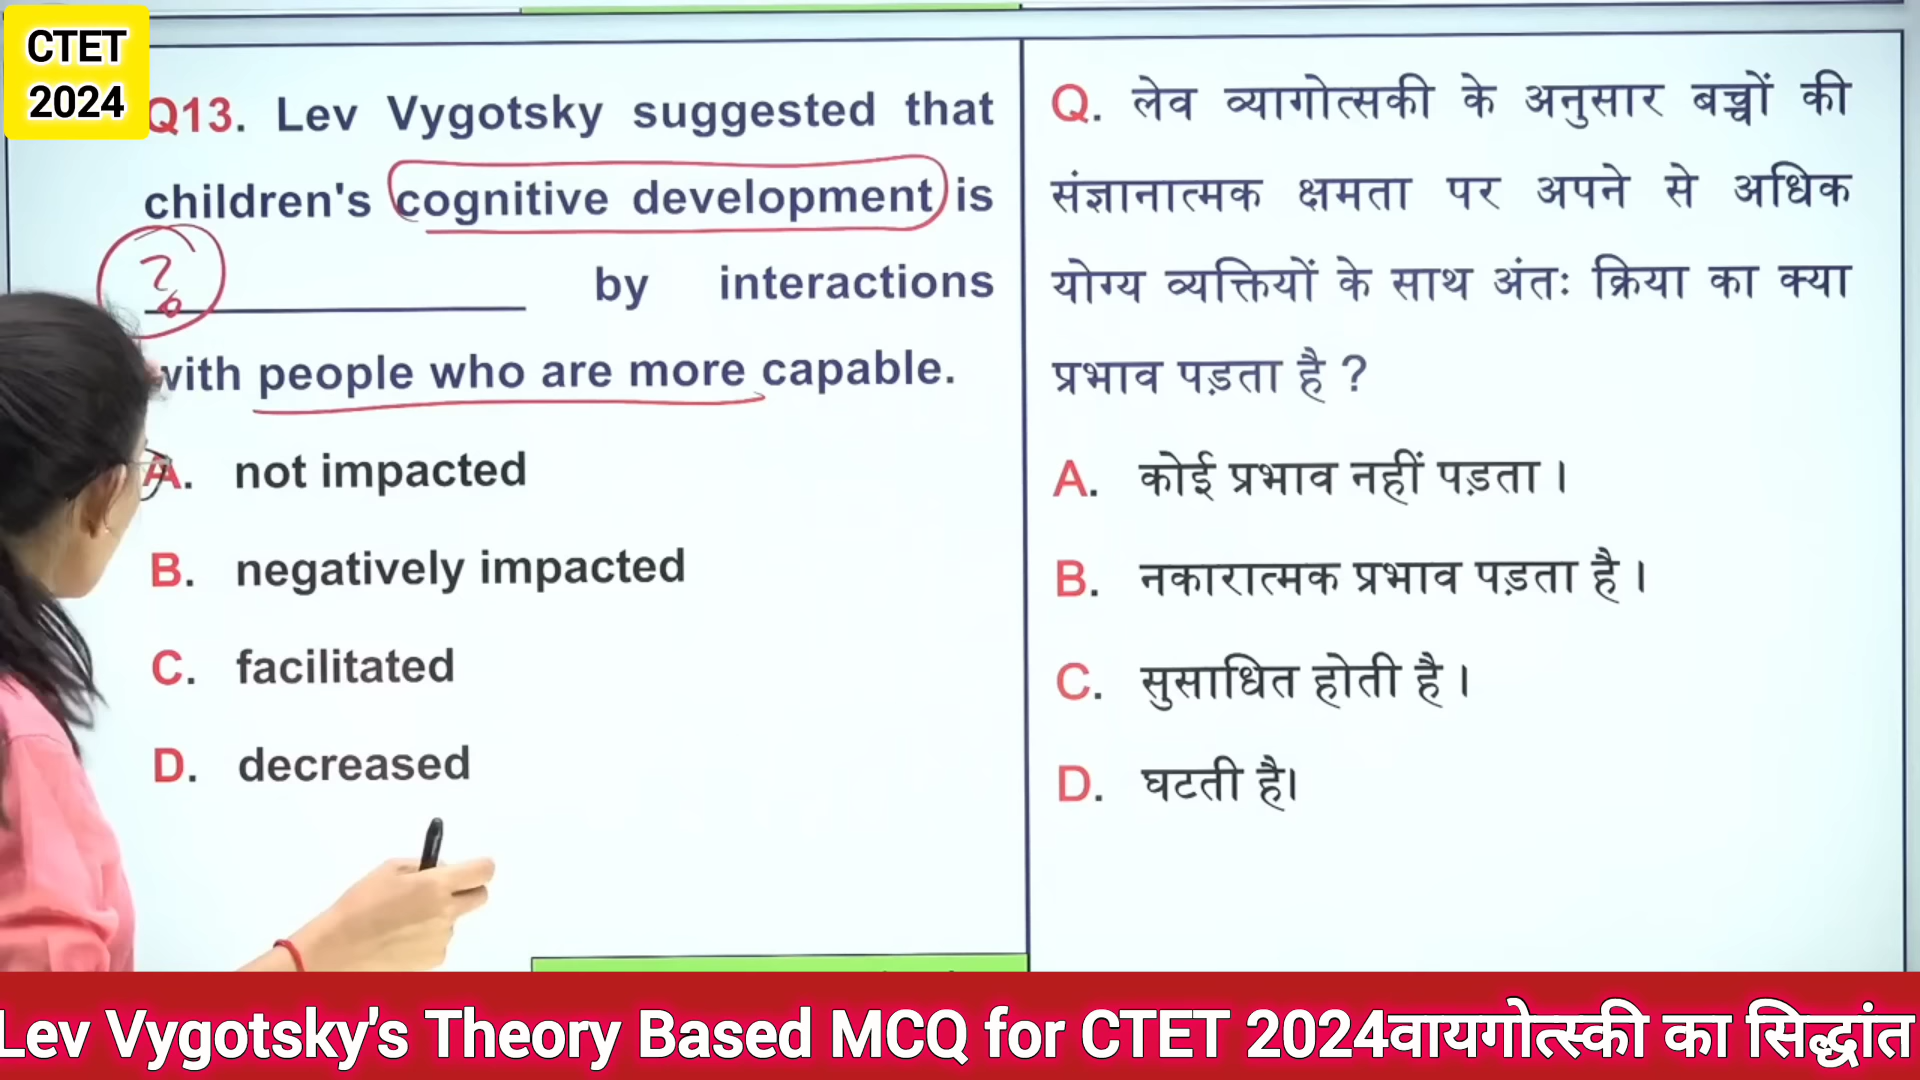 CTET
2024
Q13. Lev Vygotsky suggested that
children's cognitive development is
? __________ by interactions
with people who are more capable.
A. not impacted
B. negatively impacted
C. facilitated
D. decreased
Q. लेव व्यागोत्सकी के अनुसार बच्चों की
संज्ञानात्मक क्षमता पर अपने से अधिक
योग्य व्यक्तियों के साथ अंतः क्रिया का क्या
प्रभाव पड़ता है ?
A. कोई प्रभाव नहीं पड़ता ।
B. नकारात्मक प्रभाव पड़ता है ।
C. सुसाधित होती है ।
D. घटती है।
Lev Vygotsky's Theory Based MCQ for CTET 2024वायगोत्स्की का सिद्धांत